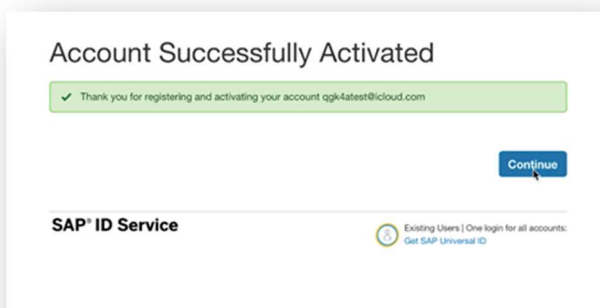 Account Successfully Activated
Thank you for registering and activating your account qgk4atest@icloud.com
Continue
SAP® ID Service
Existing Users | One login for all accounts:
Get SAP Universal ID